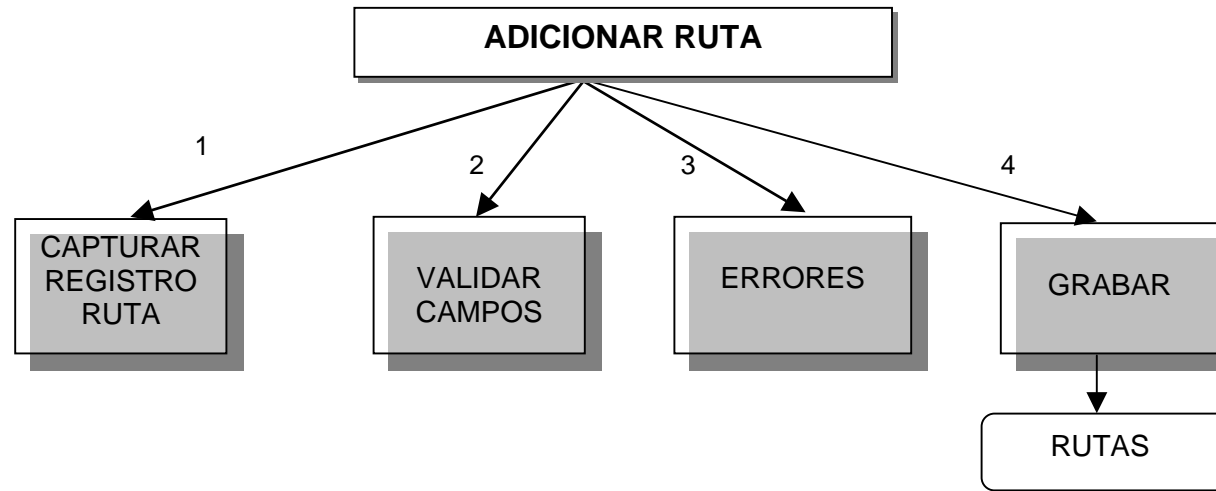 ADICIONAR RUTA
1
2
3
4
CAPTURAR
REGISTRO
RUTA
VALIDAR
CAMPOS
ERRORES
GRABAR
RUTAS